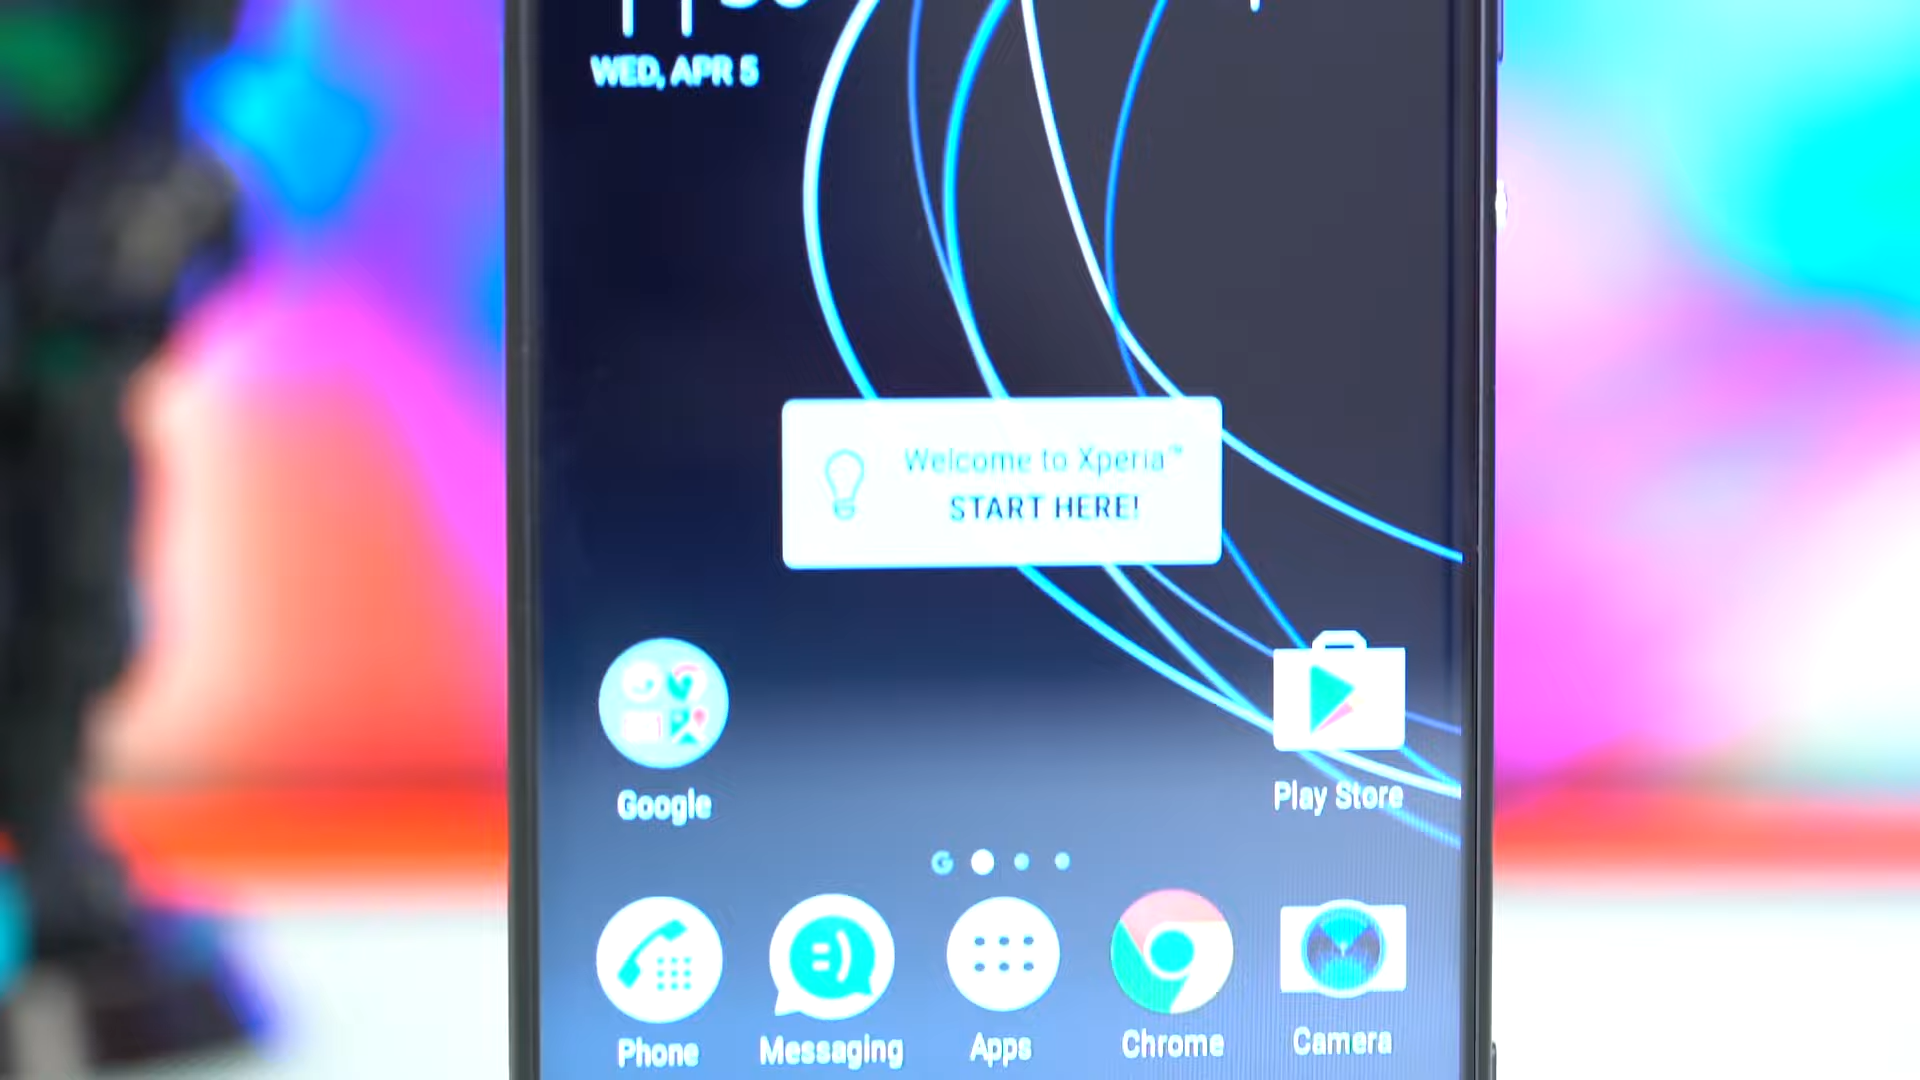 WED, APR 5
Welcome to Xperia™
START HERE!
Google
Play Store
G
Phone
Messaging
Apps
Chrome
Camera